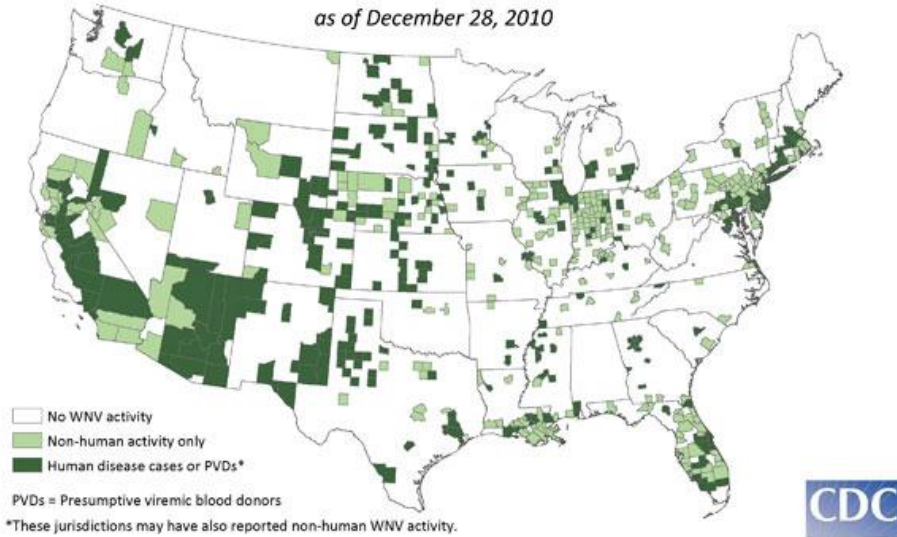 as of December 28, 2010
No WNV activity
Non-human activity only
Human disease cases or PVDs*
PVDs = Presumptive viremic blood donors
*These jurisdictions may have also reported non-human WNV activity.
CDC